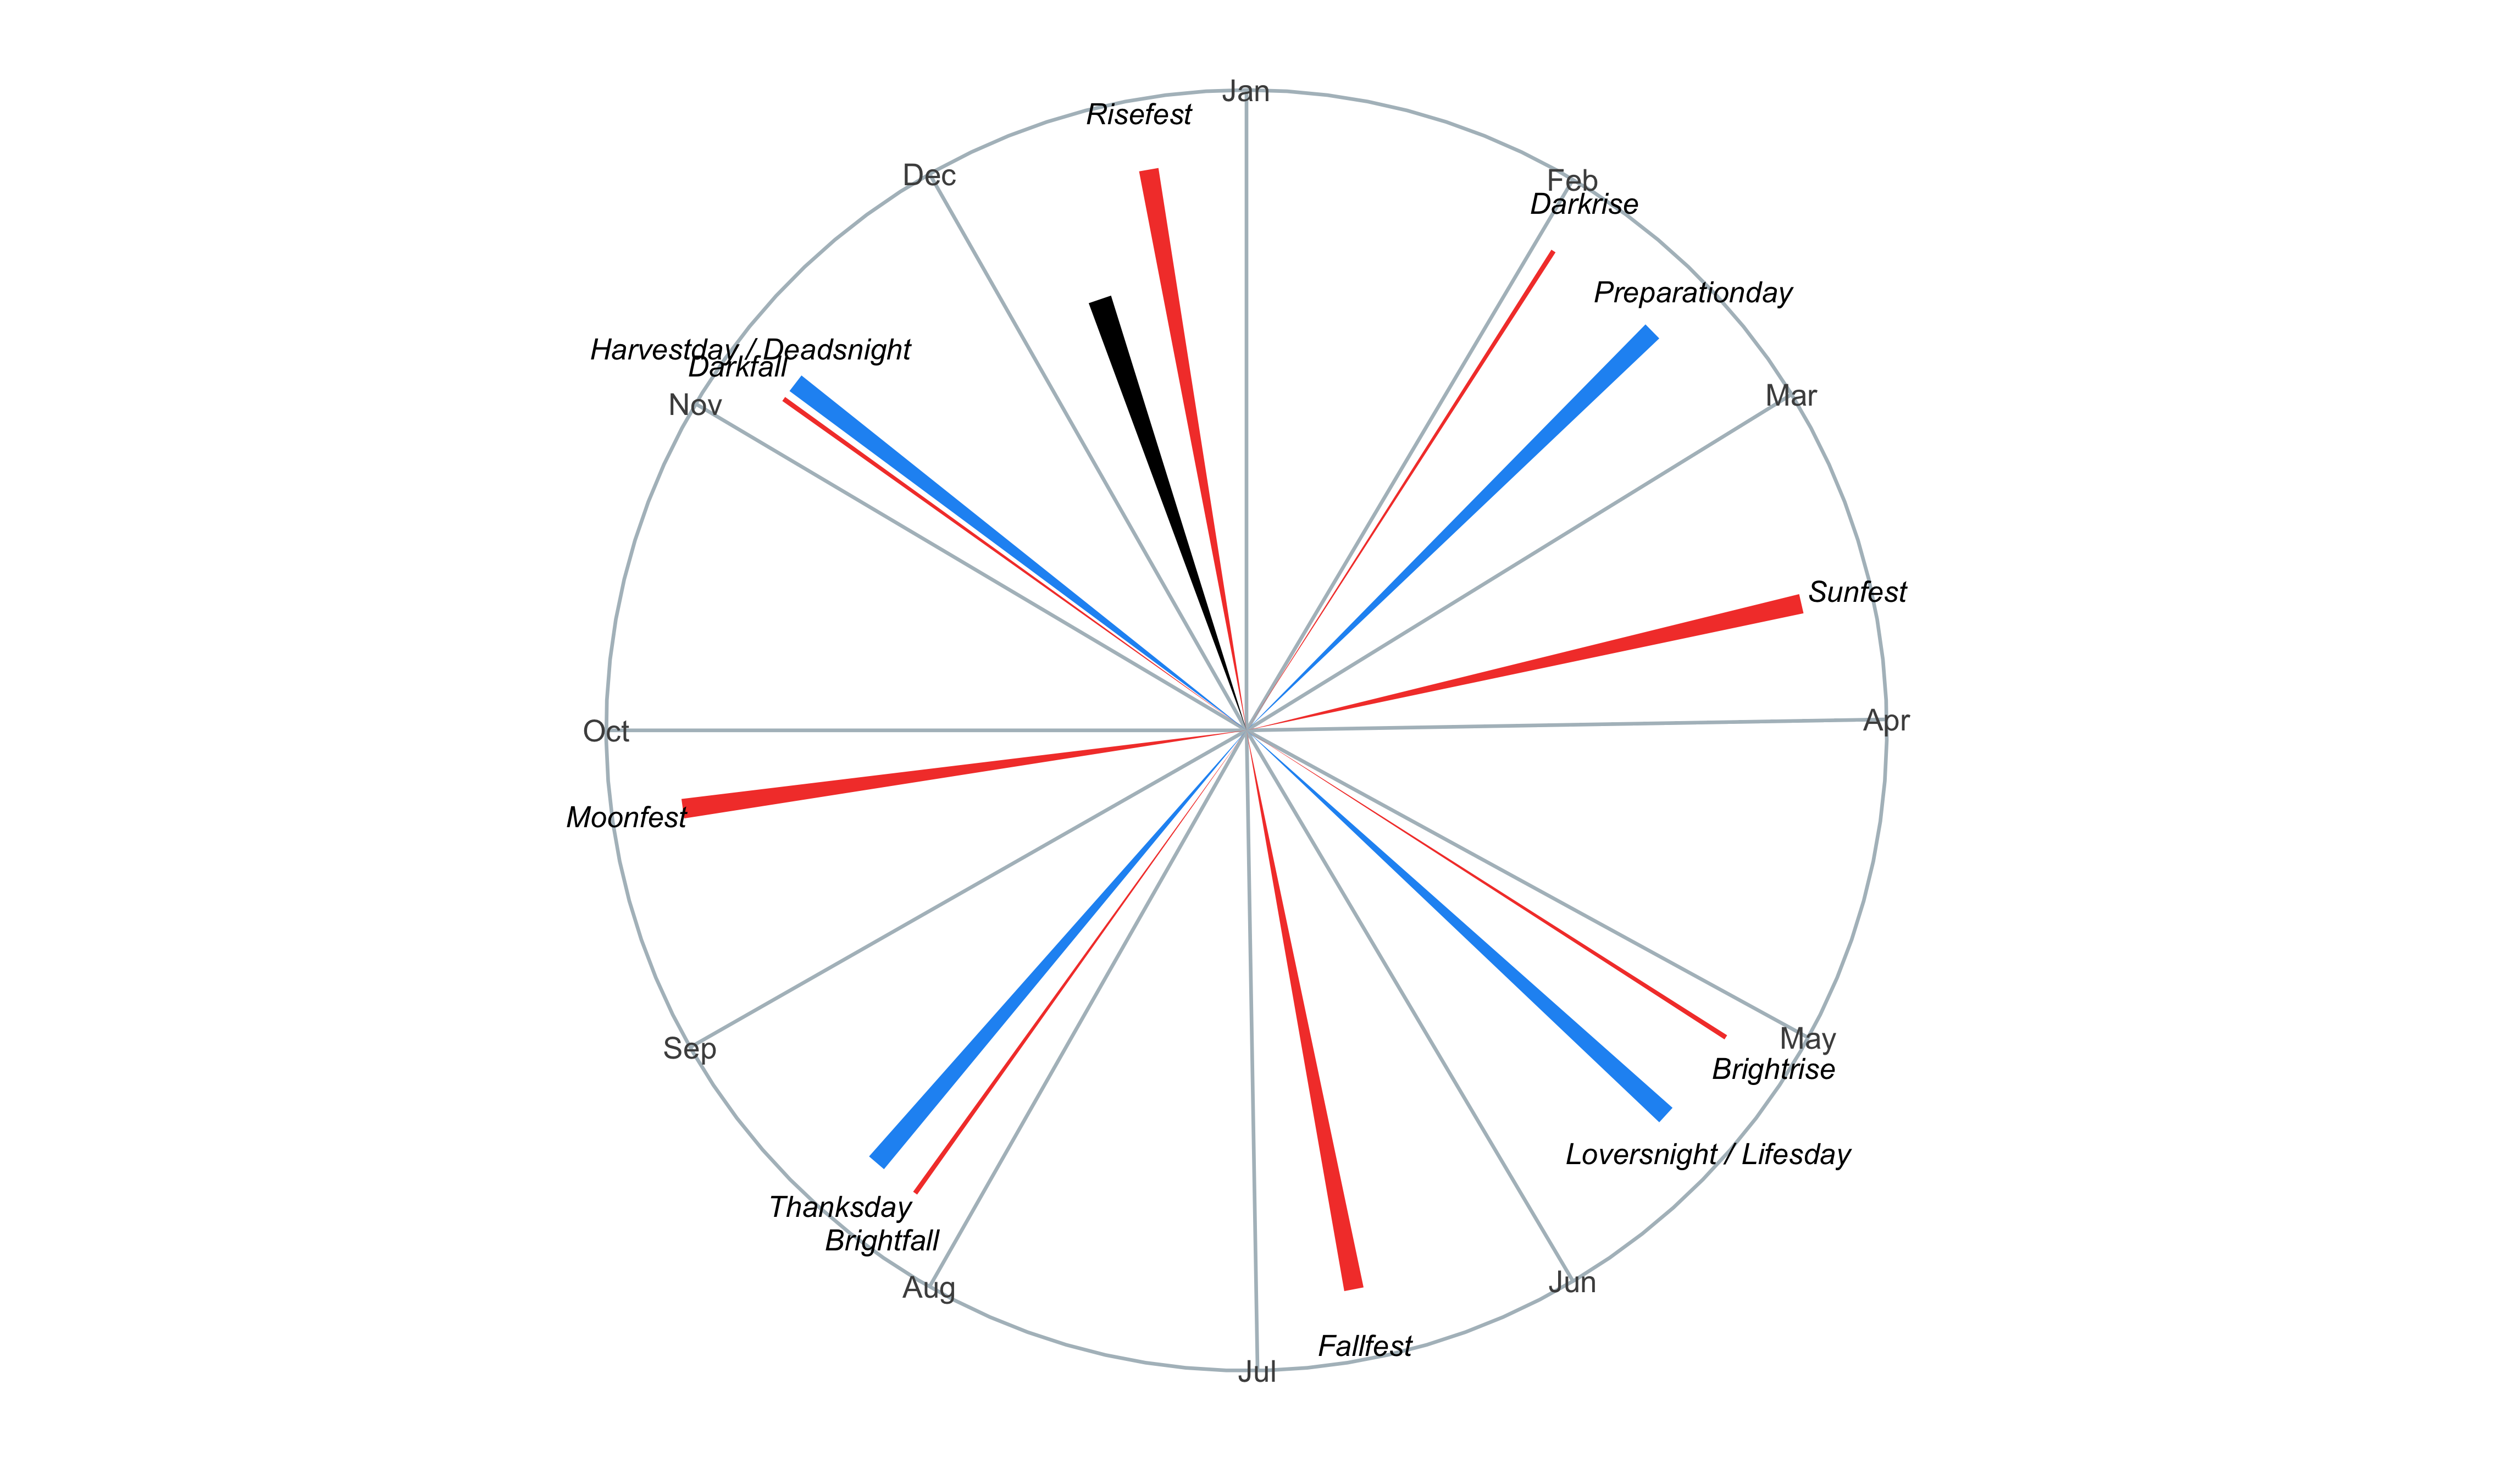 Jan
Risefest
Dec
Feb
Darkrise
Preparationday
Harvestday / Deadsnight
Darkfall
Nov
Mar
Sunfest
Oct
Apr
Moonfest
Sep
May
Brightrise
Loversnight / Lifesday
Thanksday
Brightfall
Aug
Jun
Fallfest
Jul